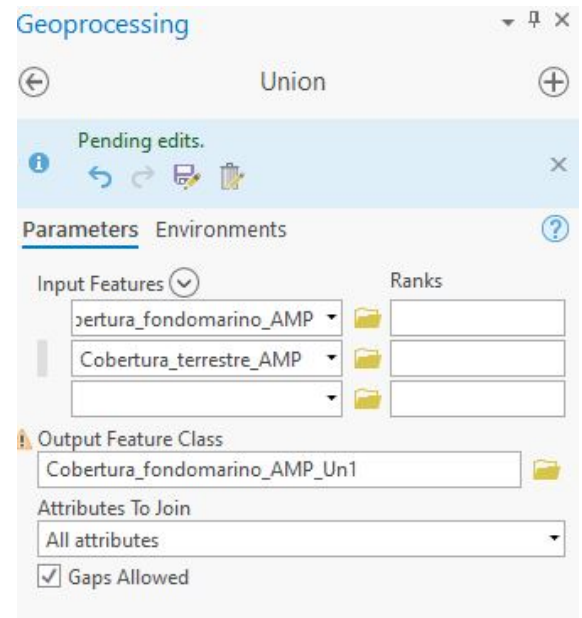 Geoprocessing
Union
Pending edits.
Parameters Environments
Input Features Ranks
bertura_fondomarino_AMP
Cobertura_terrestre_AMP
Output Feature Class
Cobertura_fondomarino_AMP_Un1
Attributes To Join
All attributes
Gaps Allowed